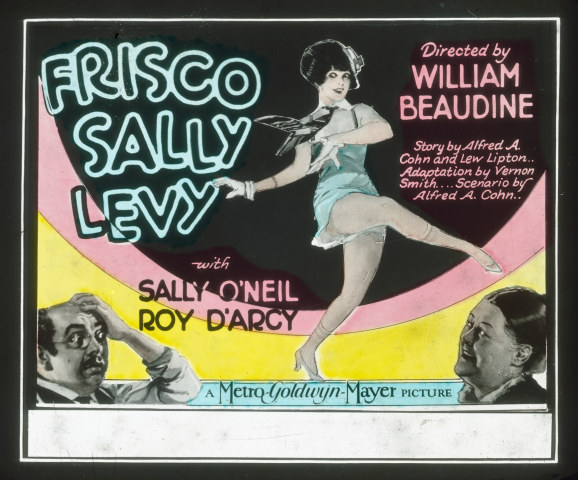 FRISCO
SALLY
LEVY
with
SALLY O'NEIL
ROY D'ARCY
Directed by
WILLIAM
BEAUDINE
Story by Alfred A.
Cohn and Lew Lipton..
Adaptation by Vernon
Smith.... Scenario by
Alfred A. Cohn..
A Metro-Goldwyn-Mayer PICTURE